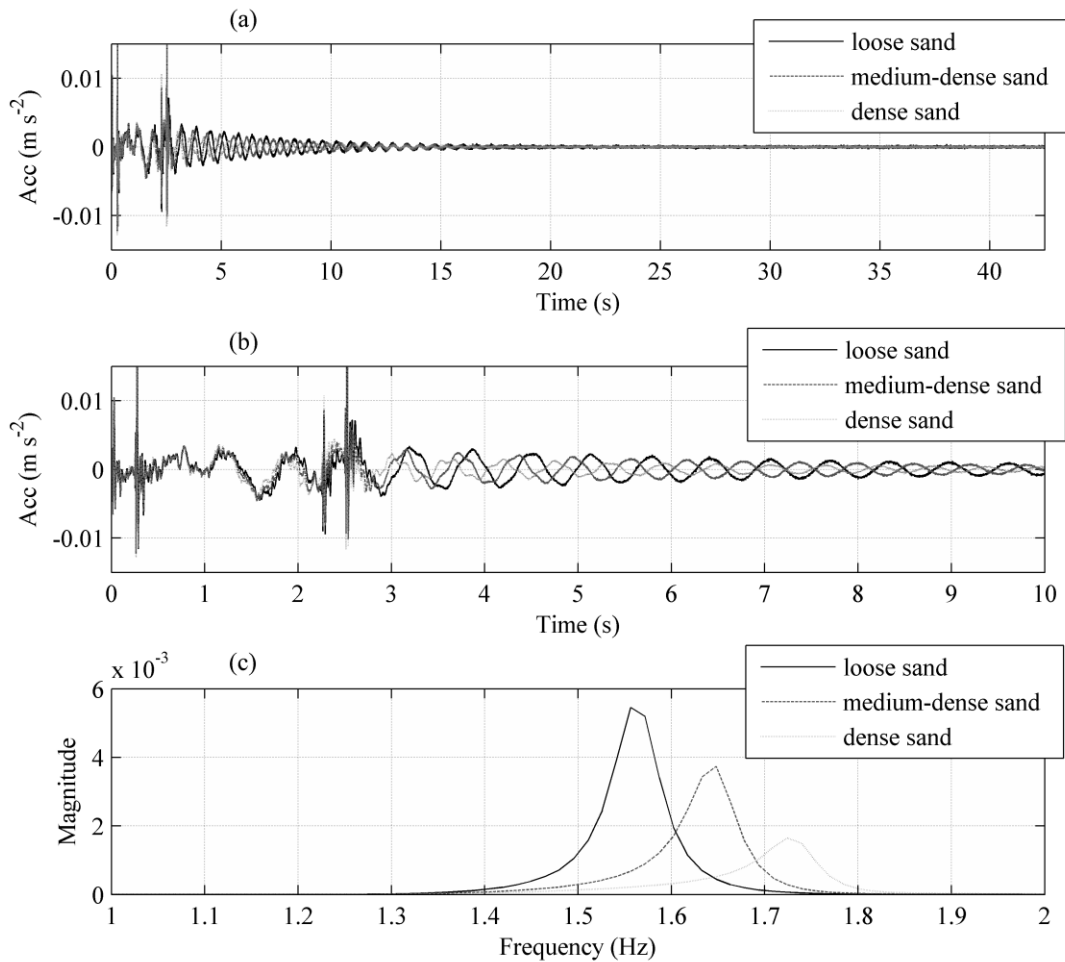 (a)
loose sand
medium-dense sand
dense sand
0.01
0
-0.01
Acc (m s-2)
0 5 10 15 20 25 30 35 40
Time (s)
(b)
loose sand
medium-dense sand
dense sand
0.01
0
-0.01
Acc (m s-2)
0 1 2 3 4 5 6 7 8 9 10
Time (s)
x 10-3
(c)
loose sand
medium-dense sand
dense sand
6
4
2
0
Magnitude
1 1.1 1.2 1.3 1.4 1.5 1.6 1.7 1.8 1.9 2
Frequency (Hz)